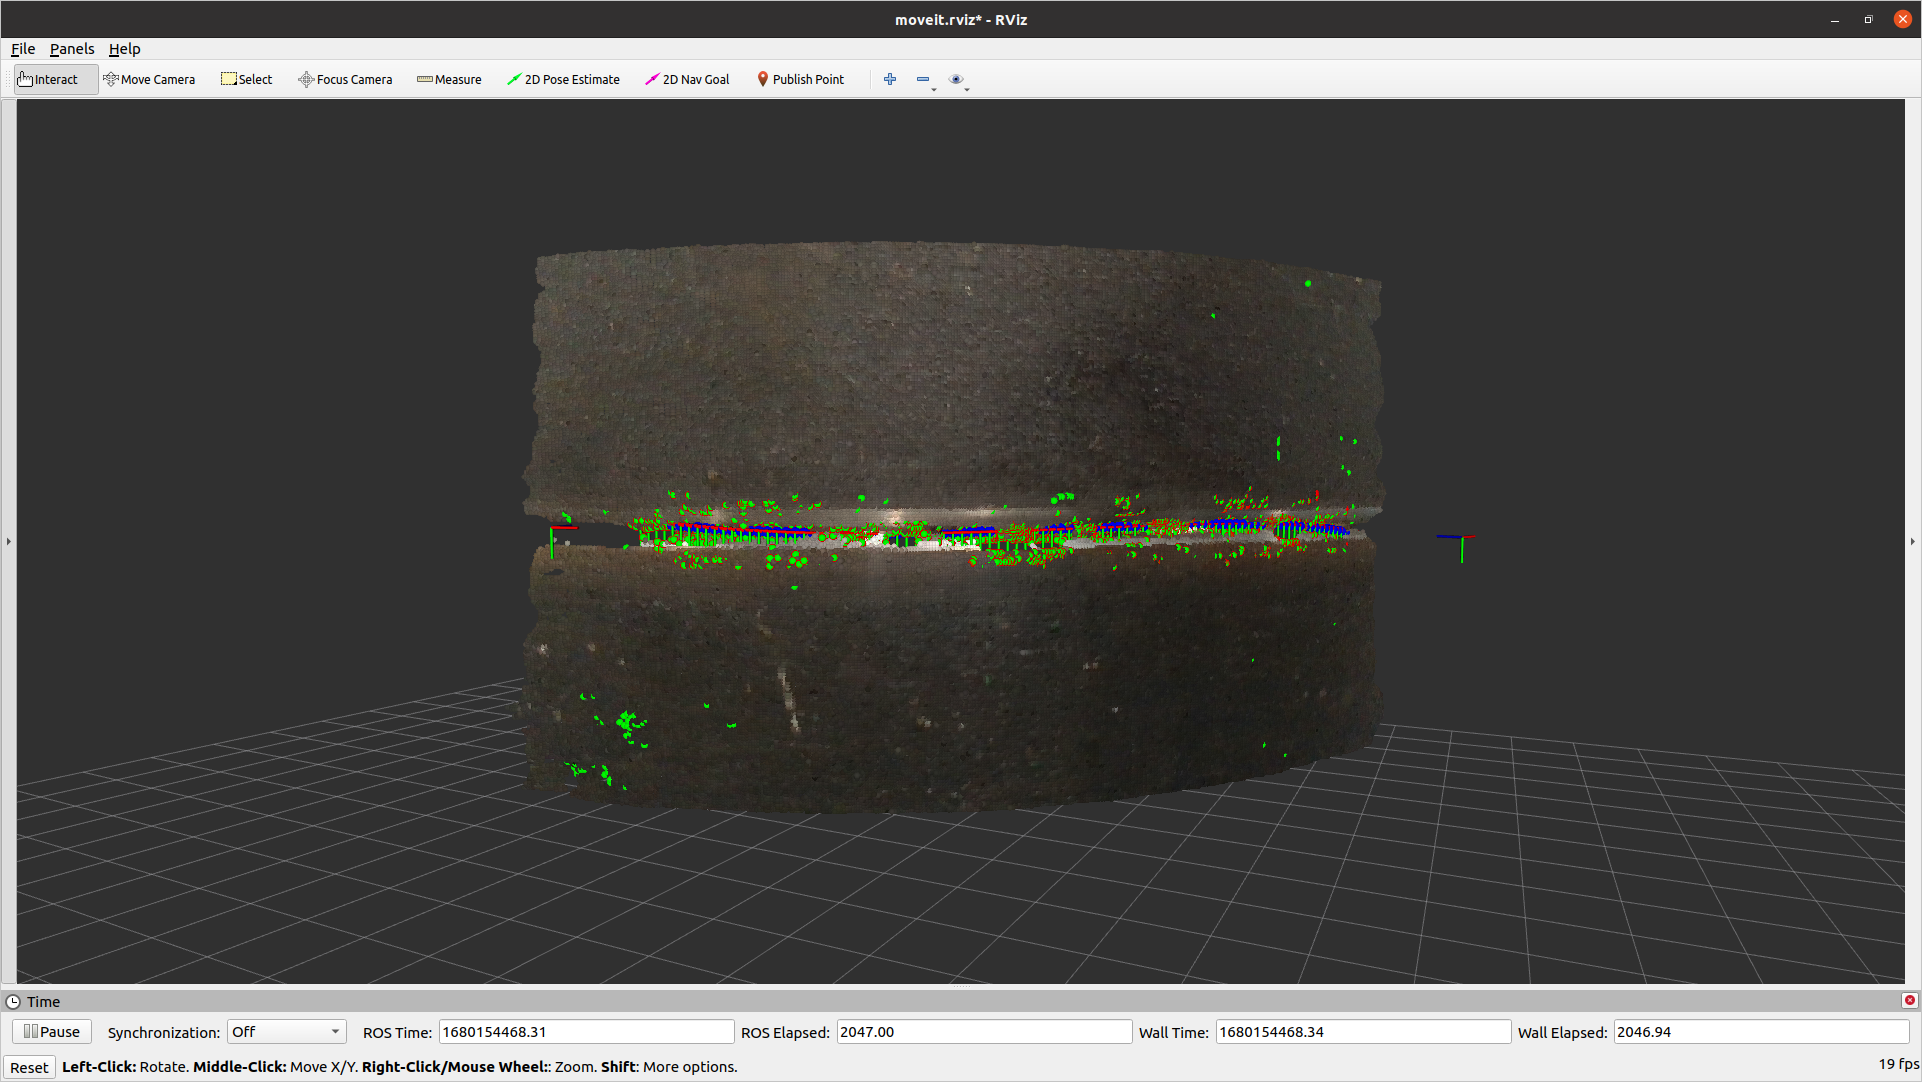 moveit.rviz* - RViz
File Panels Help
Interact Move Camera Select Focus Camera Measure 2D Pose Estimate 2D Nav Goal Publish Point
Time
Pause Synchronization: Off ROS Time: 1680154468.31 ROS Elapsed: 2047.00 Wall Time: 1680154468.34 Wall Elapsed: 2046.94
Reset Left-Click: Rotate. Middle-Click: Move X/Y. Right-Click/Mouse Wheel:: Zoom. Shift: More options. 19 fps